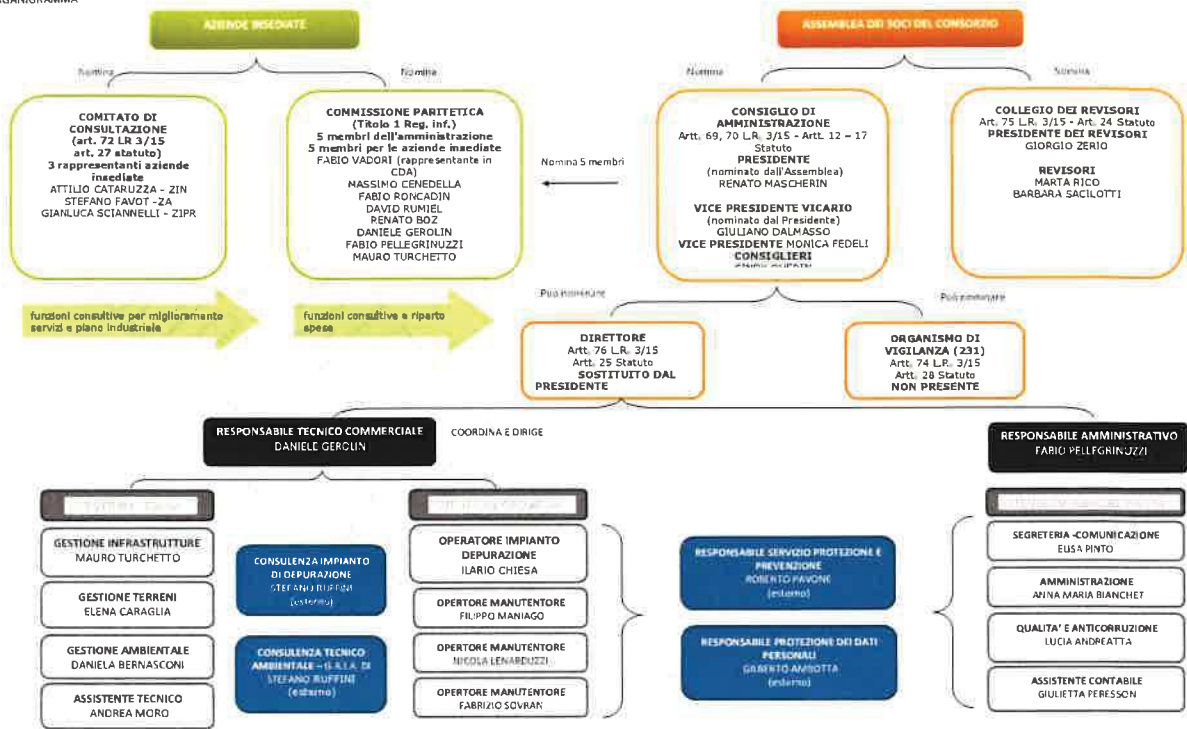 ORGANIGRAMMA
AZIENDE INSEDIATE
ASSEMBLEA DEI SOCI DEL CONSORZIO
Nomina
Nomina
Nomina
Nomina
COMITATO DI
CONSULTAZIONE
(art. 72 LR 3/15
art. 27 statuto)
3 rappresentanti aziende
insediate
ATTILIO CATARUZZA - ZIN
STEFANO FAVOT -ZA
GIANLUCA SCIANNELLI - ZIPR
COMMISSIONE PARITETICA
(Titolo 1 Reg. inf.)
5 membri dell'amministrazione
5 membri per le aziende insediate
FABIO VADORI (rappresentante in
CDA)
MASSIMO CENEDELLA
FABIO RONCADIN
DAVID RUMIEL
RENATO BOZ
DANIELE GEROLIN
FABIO PELLEGRINUZZI
MAURO TURCHETTO
Nomina 5 membri
CONSIGLIO DI
AMMINISTRAZIONE
Artt. 69, 70 L.R. 3/15 - Artt. 12 – 17
Statuto
PRESIDENTE
(nominato dall'Assemblea)
RENATO MASCHERIN
VICE PRESIDENTE VICARIO
(nominato dal Presidente)
GIULIANO DALMASSO
VICE PRESIDENTE MONICA FEDELI
CONSIGLIERI
COLLEGIO DEI REVISORI
Art. 75 L.R. 3/15 - Art. 24 Statuto
PRESIDENTE DEI REVISORI
GIORGIO ZERIO
REVISORI
MARTA RICO
BARBARA SACILOTTI
funzioni consultive per miglioramento
servizi e piano industriale
funzioni consultive e riparto
spese
Può nominare
Può nominare
DIRETTORE
Artt. 76 L.R. 3/15
Artt. 25 Statuto
SOSTITUITO DAL
PRESIDENTE
ORGANISMO DI
VIGILANZA (231)
Artt. 74 L.R. 3/15
Artt. 28 Statuto
NON PRESENTE
RESPONSABILE TECNICO COMMERCIALE
DANIELE GEROLIN
COORDINA E DIRIGE
RESPONSABILE AMMINISTRATIVO
FABIO PELLEGRINUZZI
GESTIONE INFRASTRUTTURE
MAURO TURCHETTO
GESTIONE TERRENI
ELENA CARAGLIA
GESTIONE AMBIENTALE
DANIELA BERNASCONI
ASSISTENTE TECNICO
ANDREA MORO
CONSULENZA IMPIANTO
DI DEPURAZIONE
STEFANO RUFFINI
(esterno)
CONSULENZA TECNICO
AMBIENTALE – DI
STEFANO RUFFINI
(esterno)
OPERATORE IMPIANTO
DEPURAZIONE
ILARIO CHIESA
OPERTORE MANUTENTORE
FILIPPO MANIAGO
OPERTORE MANUTENTORE
NICOLA LENARDUZZI
OPERTORE MANUTENTORE
FABRIZIO SOVRAN
RESPONSABILE SERVIZIO PROTEZIONE E
PREVENZIONE
ROBERTO PAVONE
(esterno)
RESPONSABILE PROTEZIONE DEI DATI
PERSONALI
GILBERTO AMBOTTA
(esterno)
SEGRETERIA -COMUNICAZIONE
ELISA PINTO
AMMINISTRAZIONE
ANNA MARIA BIANCHET
QUALITA' E ANTICORRUZIONE
LUCIA ANDREATTA
ASSISTENTE CONTABILE
GIULIETTA PERESSON